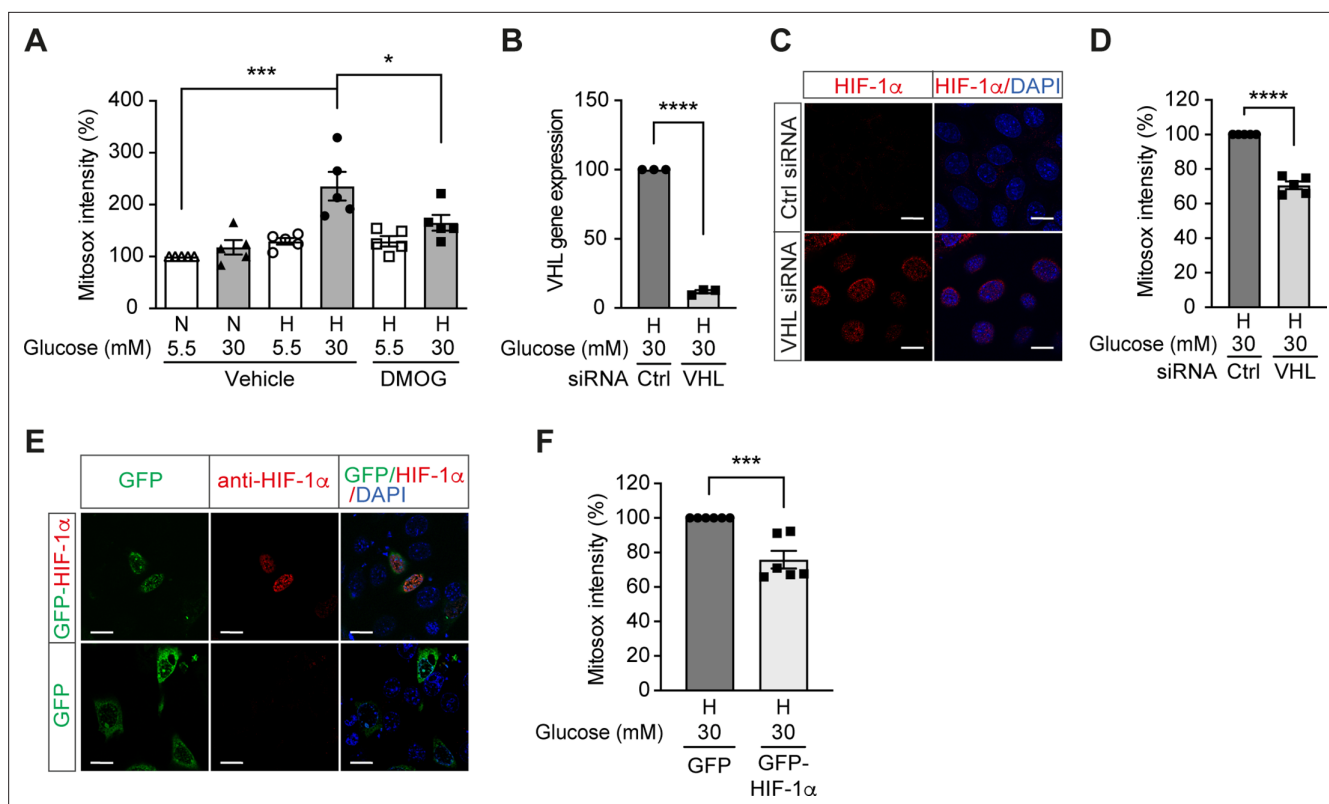 A
Mitosox intensity (%)
400
300
200
100
0
***
*
N N H H H H
Glucose (mM) 5.5 30 5.5 30 5.5 30
Vehicle DMOG
B
VHL gene expression
150
100
50
0
****
H H
Glucose (mM) 30 30
siRNA Ctrl VHL
C
HIF-1α HIF-1α/DAPI
Ctrl siRNA
VHL siRNA
D
Mitosox intensity (%)
120
100
80
60
40
20
0
****
H H
Glucose (mM) 30 30
siRNA Ctrl VHL
E
GFP anti-HIF-1α GFP/HIF-1α
/DAPI
GFP-HIF-1α
GFP
F
Mitosox intensity (%)
120
100
80
60
40
20
0
***
H H
Glucose (mM) 30 30
GFP GFP-
HIF-1α